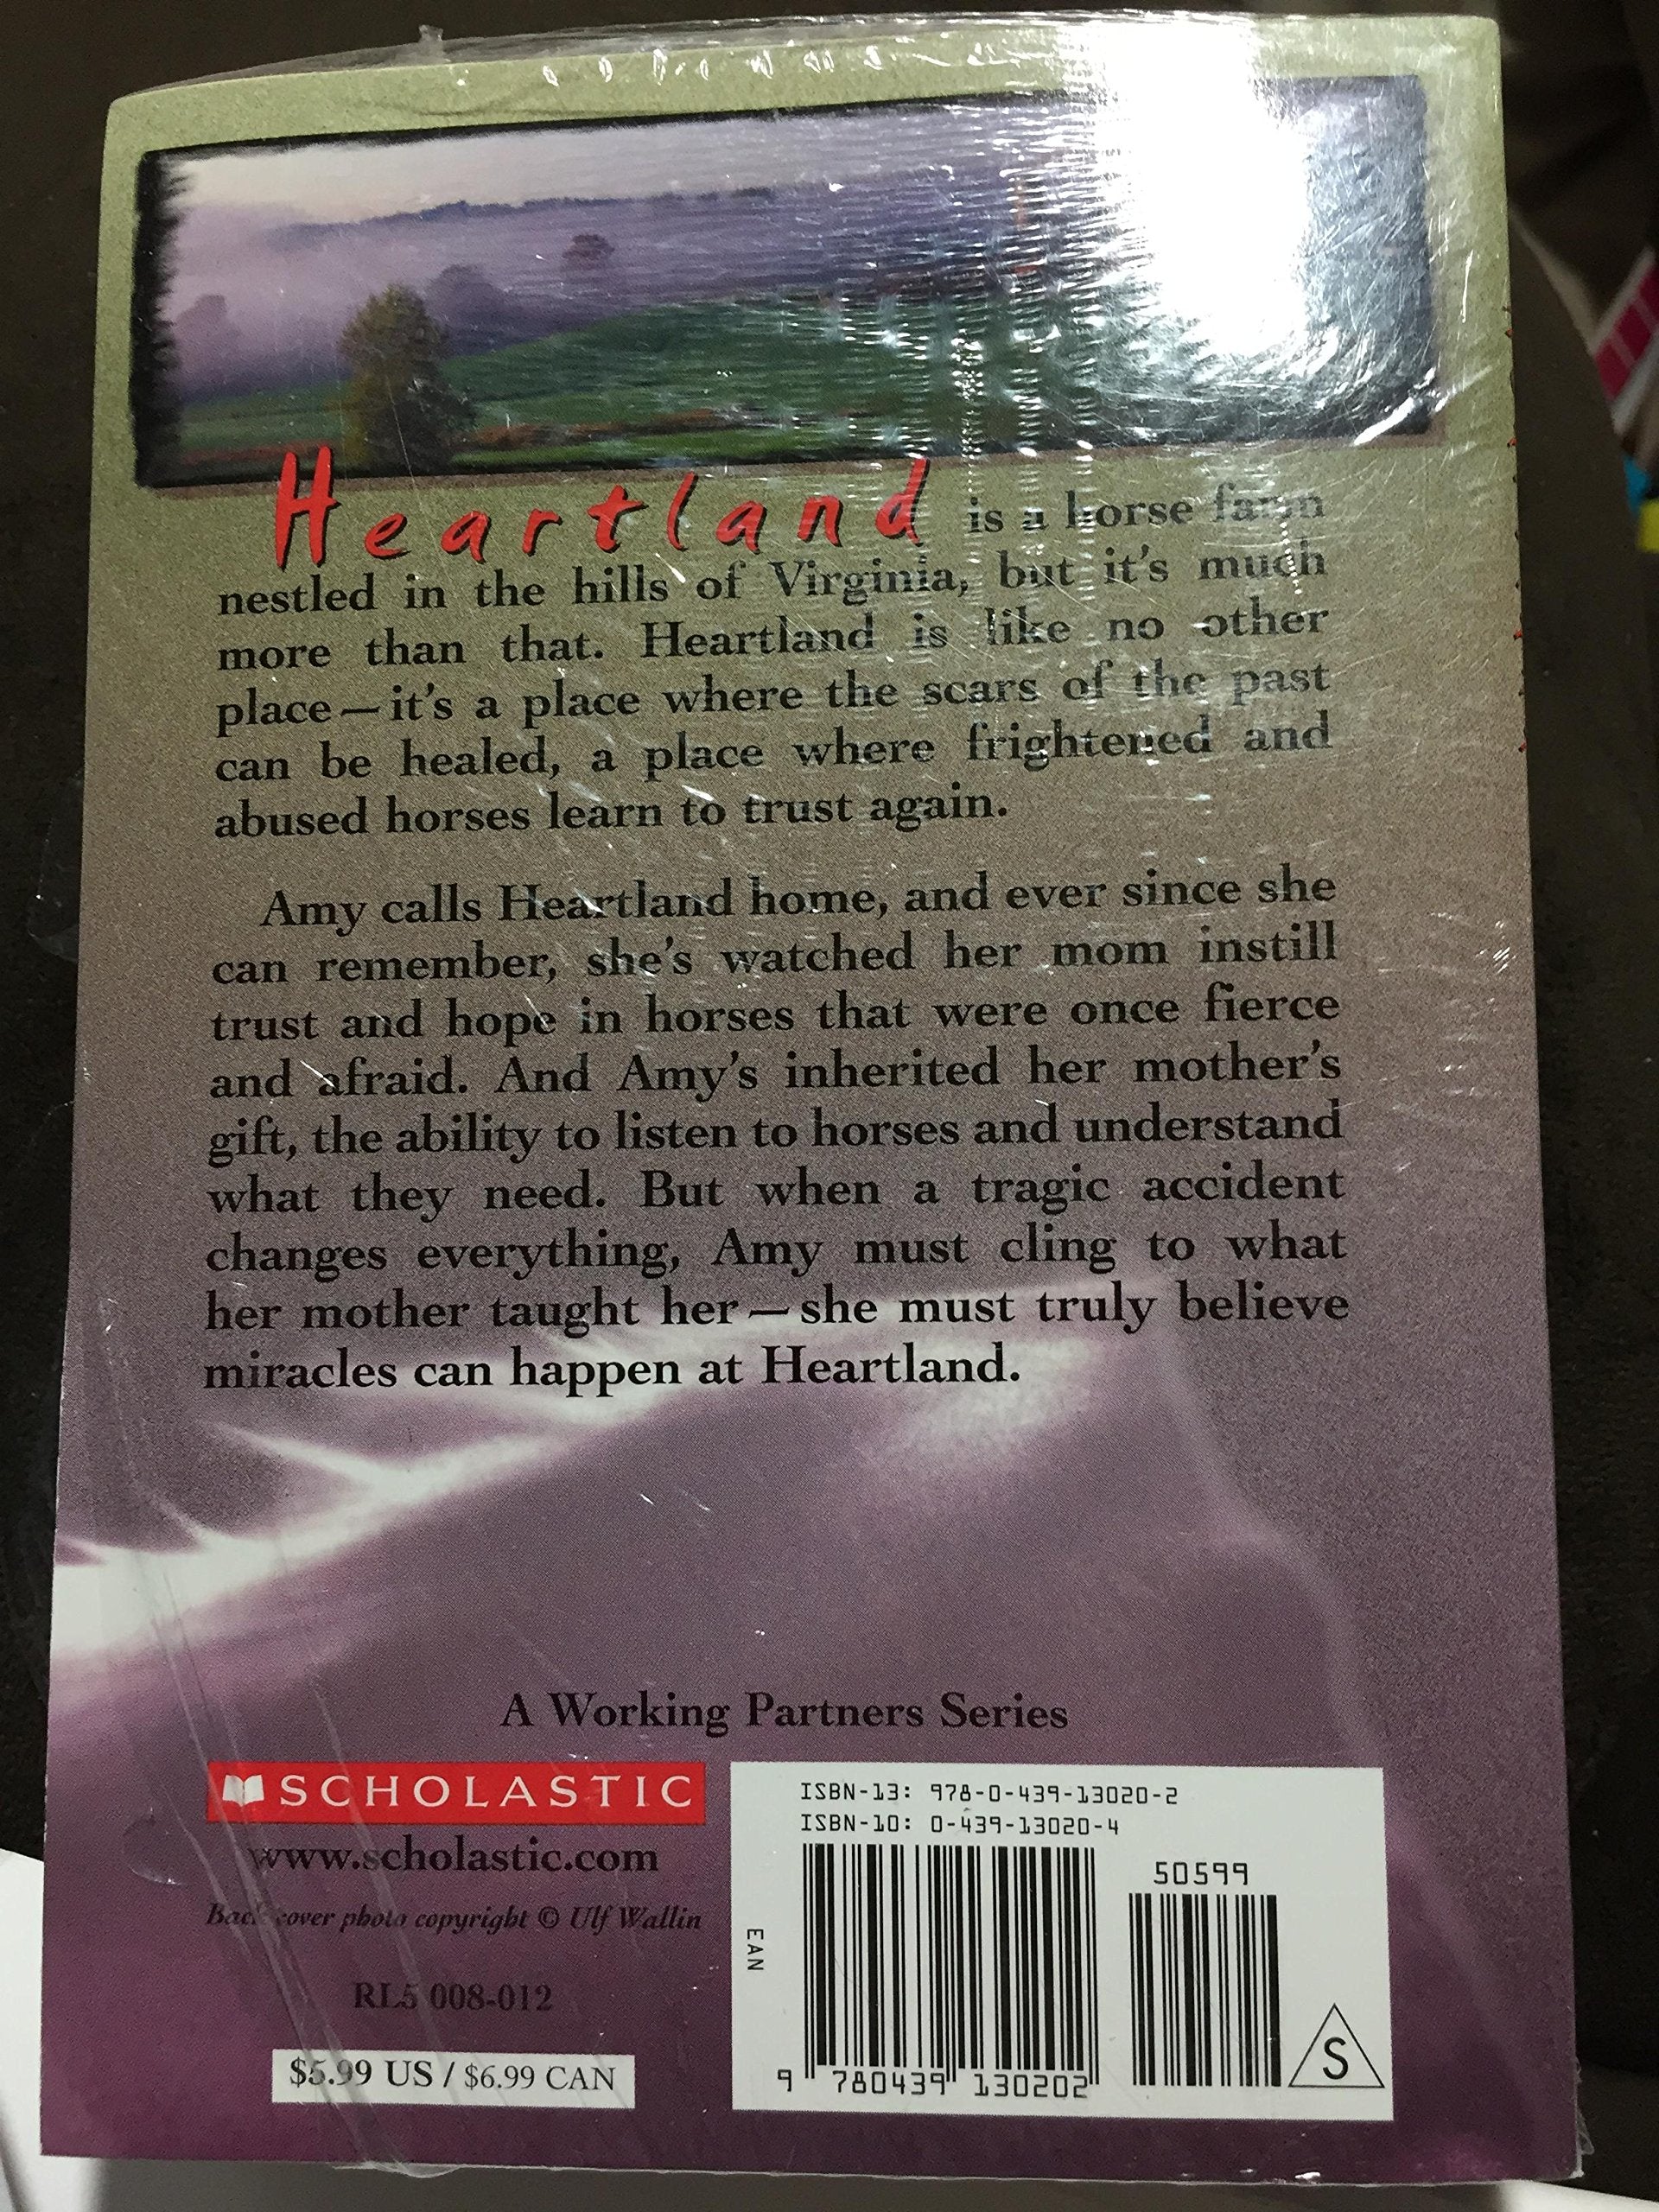 Heartland is a horse farm
nestled in the hills of Virginia, but it's much
more than that. Heartland is like no other
place—it's a place where the scars of the past
can be healed, a place where frightened and
abused horses learn to trust again.
Amy calls Heartland home, and ever since she
can remember, she's watched her mom instill
trust and hope in horses that were once fierce
and afraid. And Amy's inherited her mother's
gift, the ability to listen to horses and understand
what they need. But when a tragic accident
changes everything, Amy must cling to what
her mother taught her—she must truly believe
miracles can happen at Heartland.
A Working Partners Series
SCHOLASTIC
www.scholastic.com
Back cover photo copyright © Ulf Wallin
RL5 008-012
$5.99 US / $6.99 CAN
ISBN-13: 978-0-439-13020-2
ISBN-10: 0-439-13020-4
50599
EAN
9 780439 130202
S